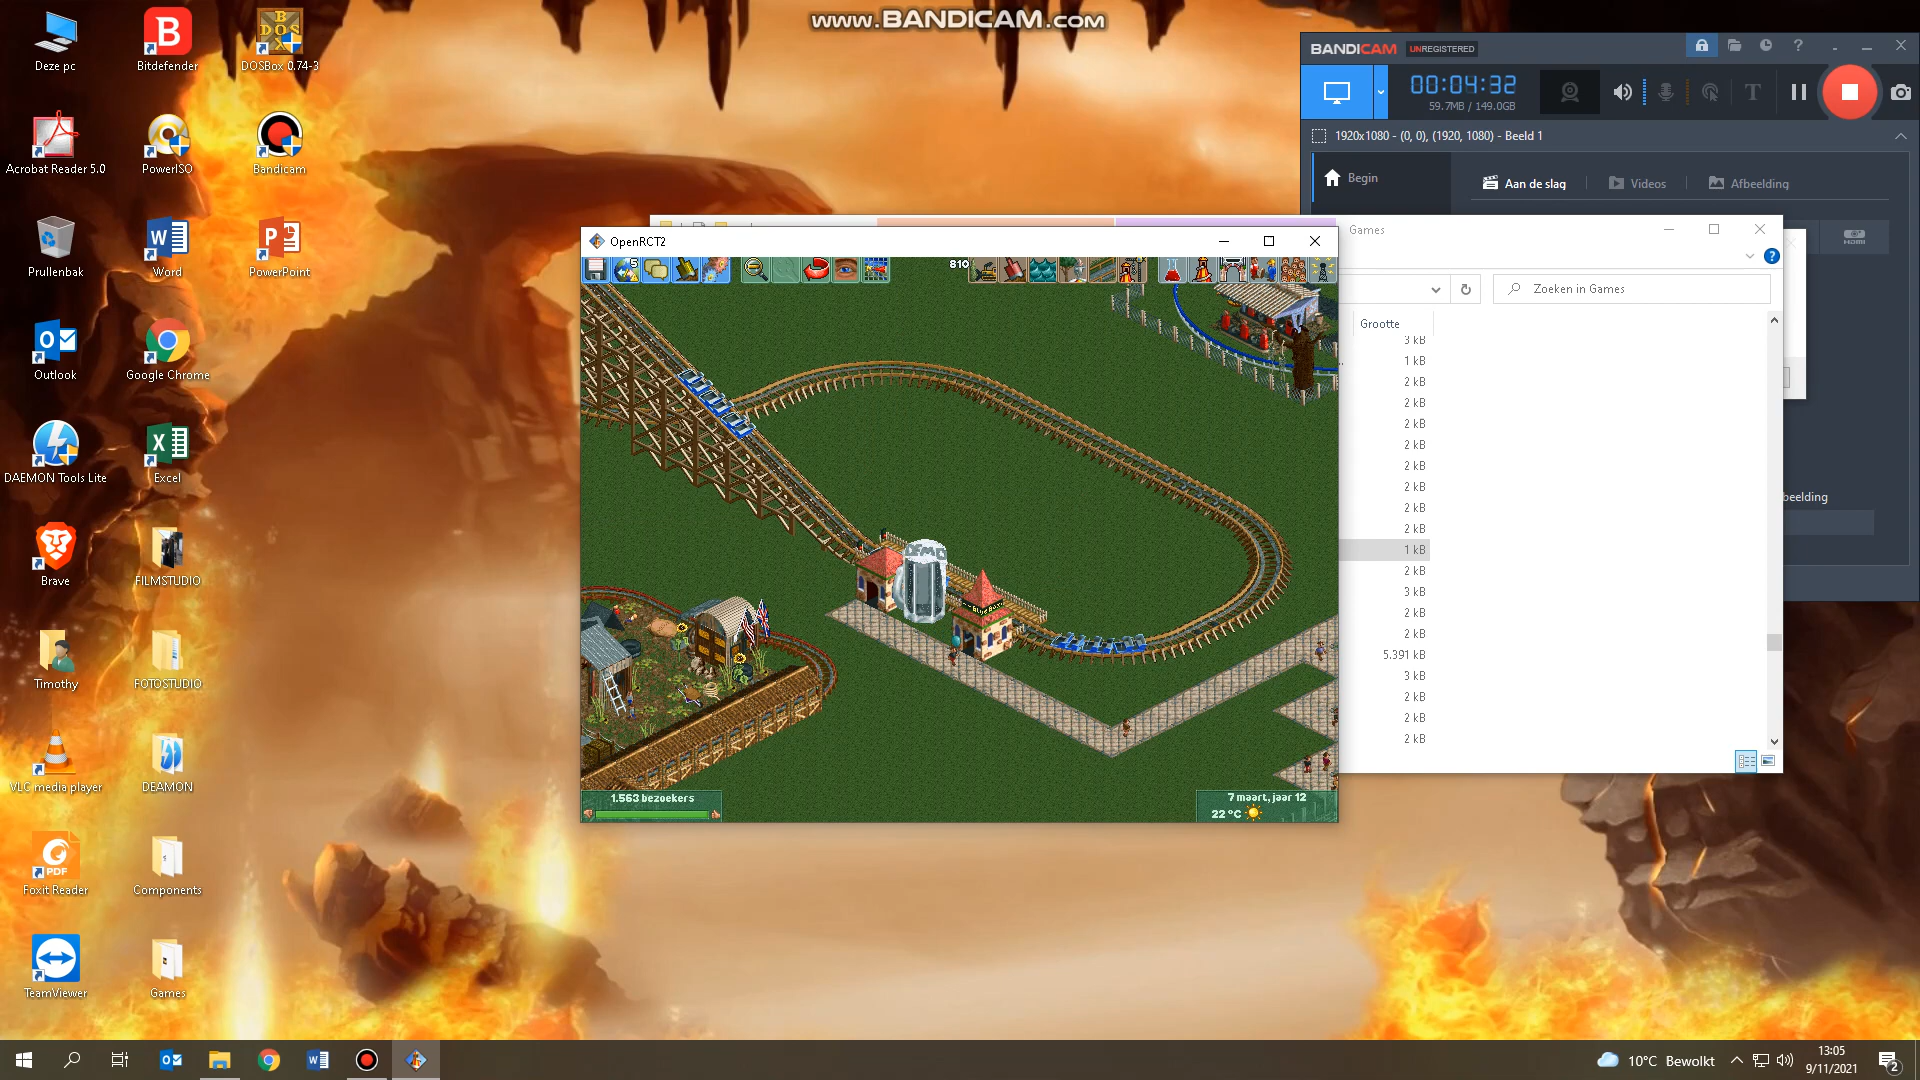 www.BANDICAM.com
Deze pc
Bitdefender
DOSBox 0.74-3
Acrobat Reader 5.0
PowerISO
Bandicam
Prullenbak
Word
PowerPoint
Outlook
Google Chrome
DAEMON Tools Lite
Excel
Brave
FILMSTUDIO
Timothy
FOTOSTUDIO
VLC media player
DEAMON
Foxit Reader
Components
TeamViewer
Games
BANDICAM UNREGISTERED
00:04:32
59.7MB / 149.0GB
1920x1080 - (0, 0), (1920, 1080) - Beeld 1
Begin
Aan de slag
Videos
Afbeelding
HDMI
beelding
Games
Zoeken in Games
Grootte
3 kB
1 kB
2 kB
2 kB
2 kB
2 kB
2 kB
2 kB
2 kB
2 kB
1 kB
2 kB
3 kB
2 kB
2 kB
5.391 kB
3 kB
2 kB
2 kB
2 kB
OpenRCT2
5
810
DEMO
1.563 bezoekers
7 maart, jaar 12
22 °C
10°C Bewolkt
13:05
9/11/2021
2